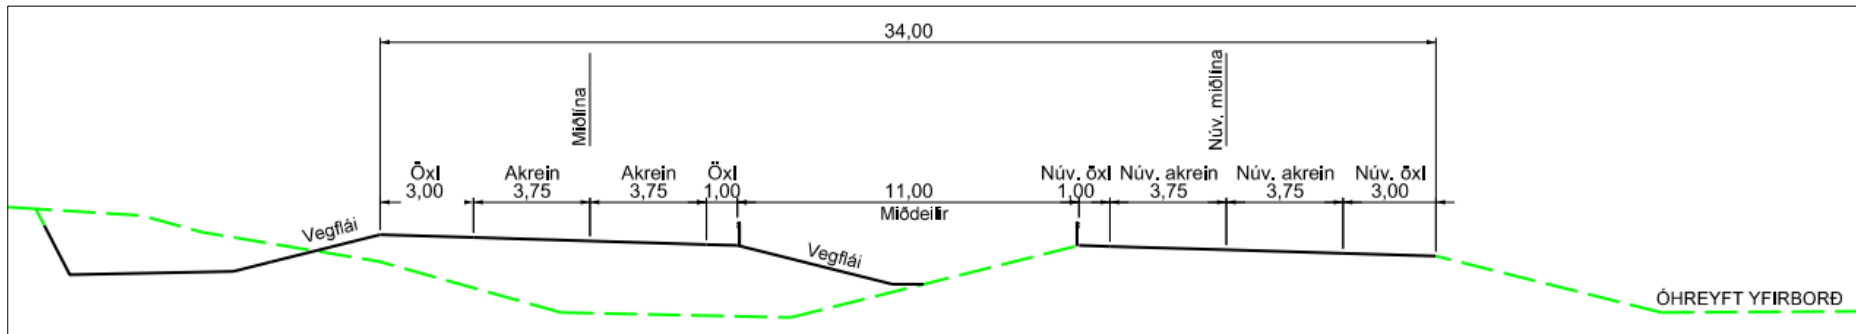 34,00
Miðlína
Núv. miðlína
Öxl
Akrein
Akrein
Öxl
Núv. öxl
Núv. akrein
Núv. akrein
Núv. öxl
3,00
3,75
3,75
1,00
11,00
1,00
3,75
3,75
3,00
Miðdeilir
Vegflái
Vegflái
ÓHREYFT YFIRBORÐ